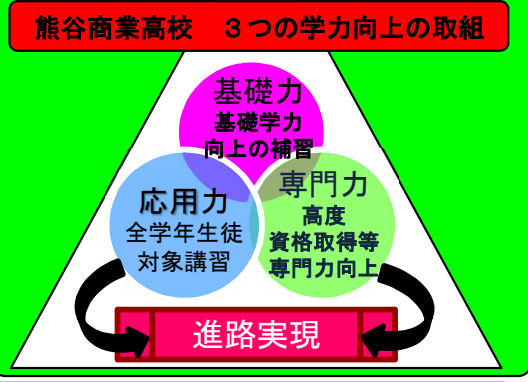 熊谷商業高校　３つの学力向上の取組
基礎力
基礎学力
向上の補習
応用力
全学年生徒
対象講習
専門力
高度
資格取得等
専門力向上
進路実現